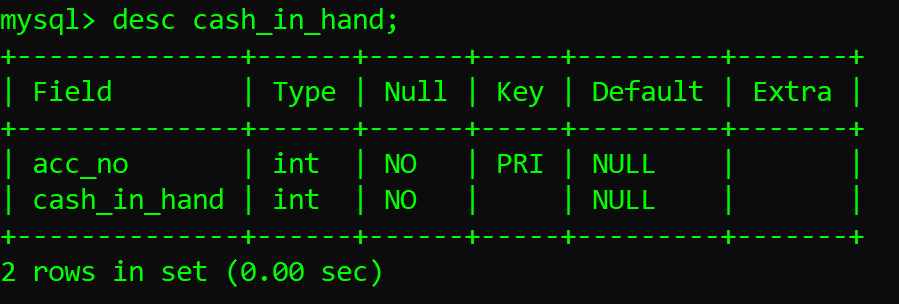 mysql> desc cash_in_hand;
+--------------+------+------+-----+---------+-------+
| Field        | Type | Null | Key | Default | Extra |
+--------------+------+------+-----+---------+-------+
| acc_no       | int  | NO   | PRI | NULL    |       |
| cash_in_hand | int  | NO   |     | NULL    |       |
+--------------+------+------+-----+---------+-------+
2 rows in set (0.00 sec)